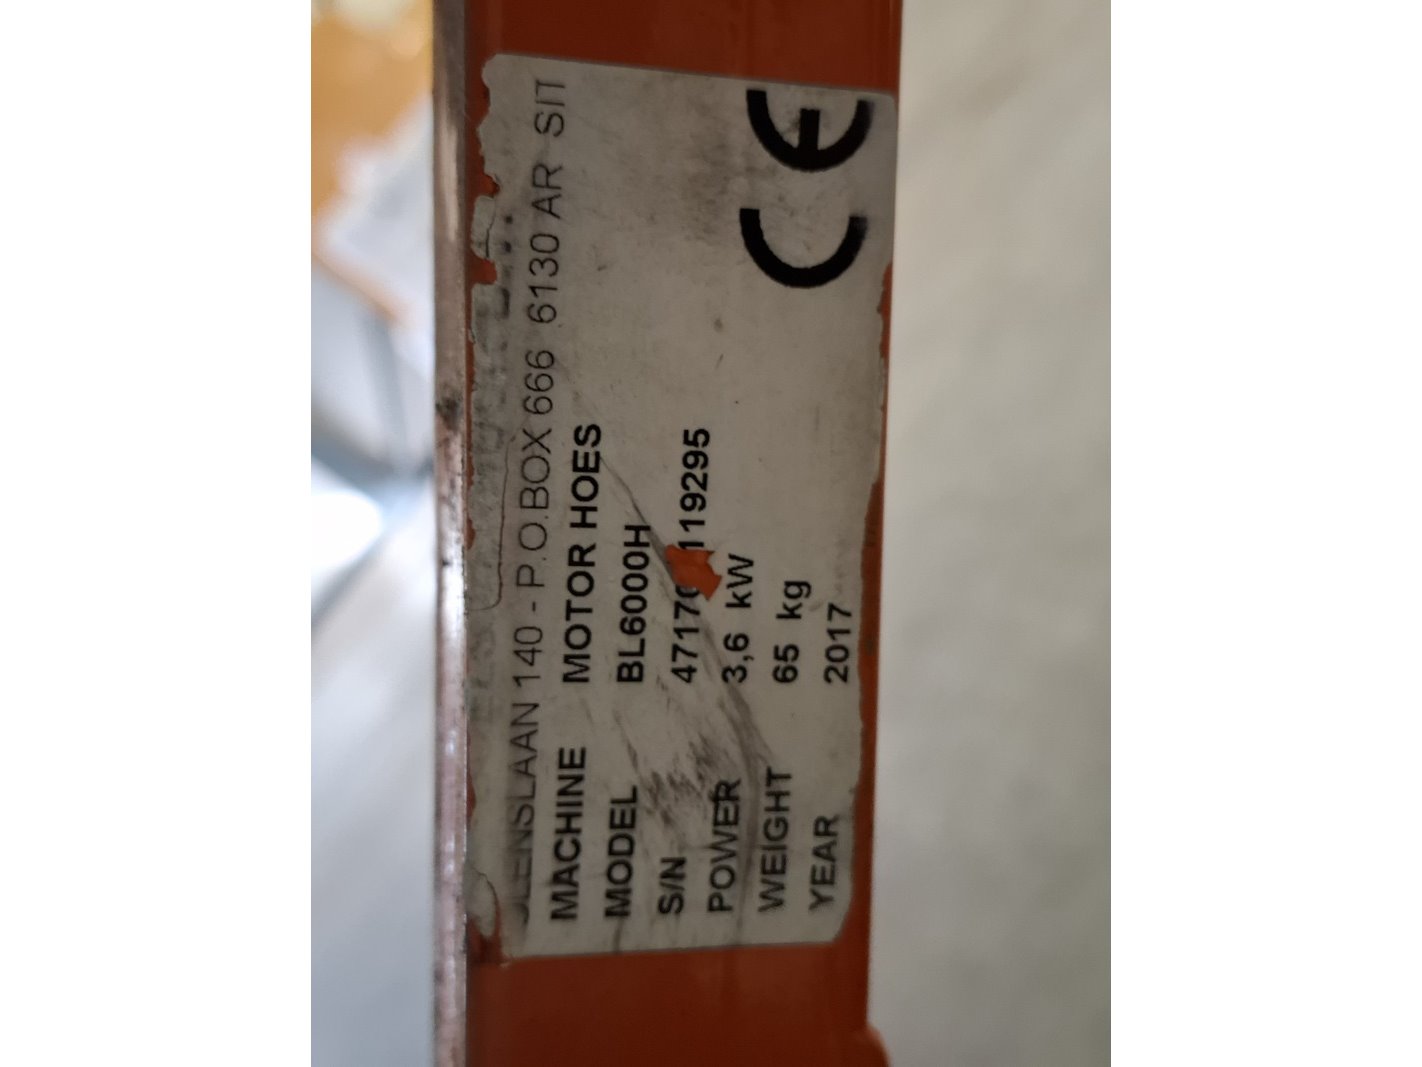 140 - P.O.BOX 666 6130 AR
MACHINE MOTOR HOES
MODEL BL6000H
S/N
POWER 3,6 kW
WEIGHT 65 kg
YEAR 2017
CE